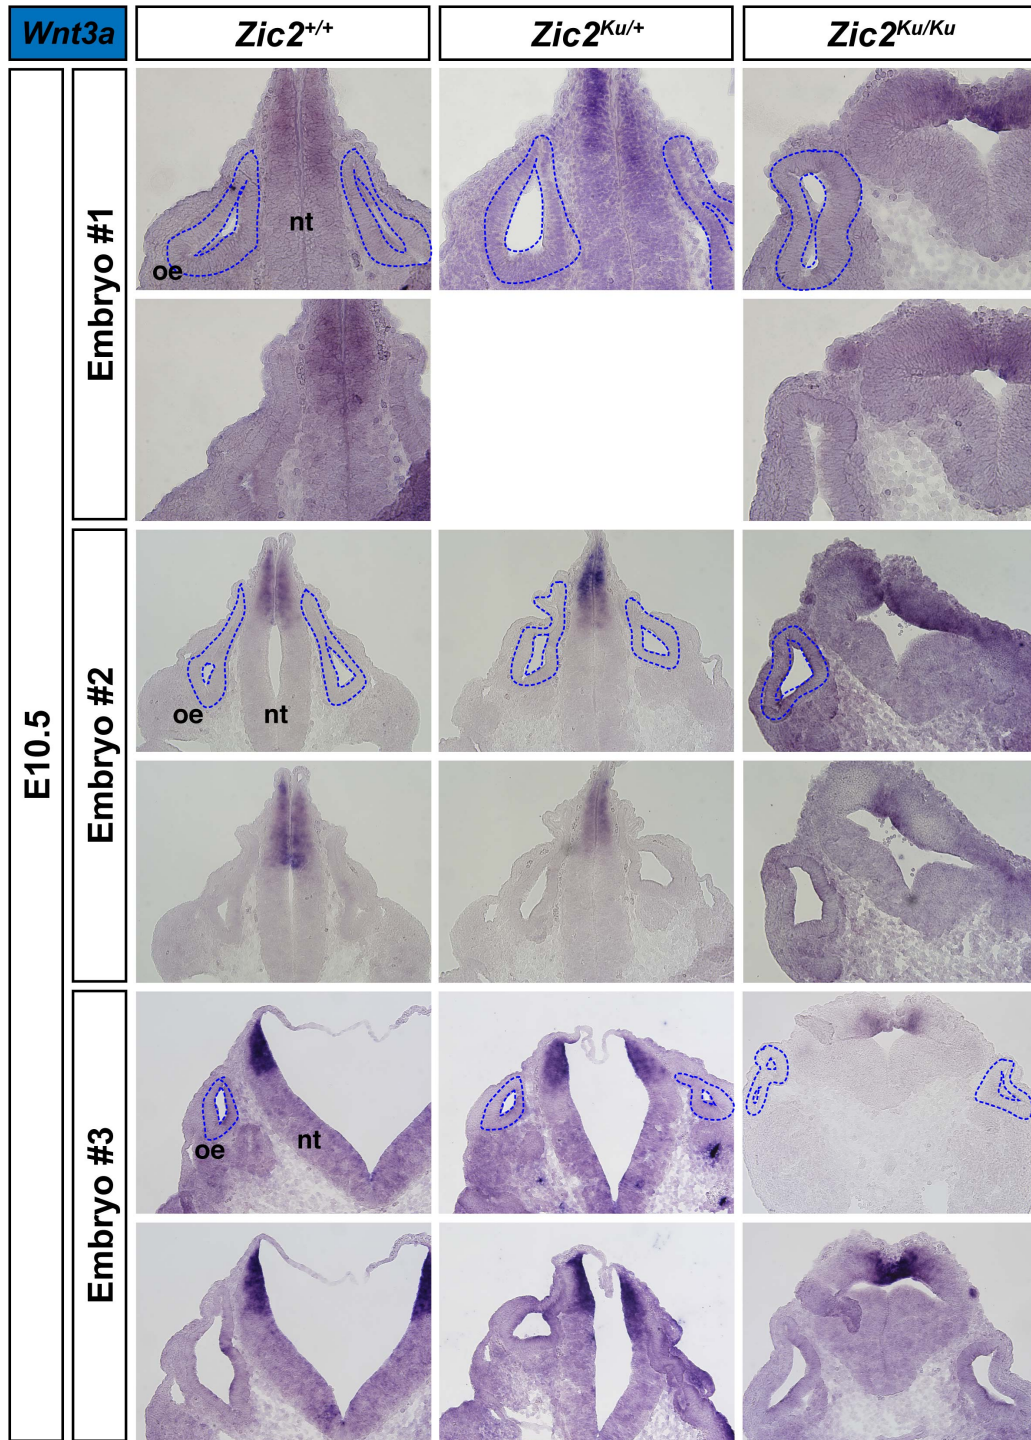 Wnt3a
Zic2+/+
Zic2Ku/+
Zic2Ku/Ku
E10.5
Embryo #1
nt
oe
Embryo #2
oe
nt
Embryo #3
oe
nt